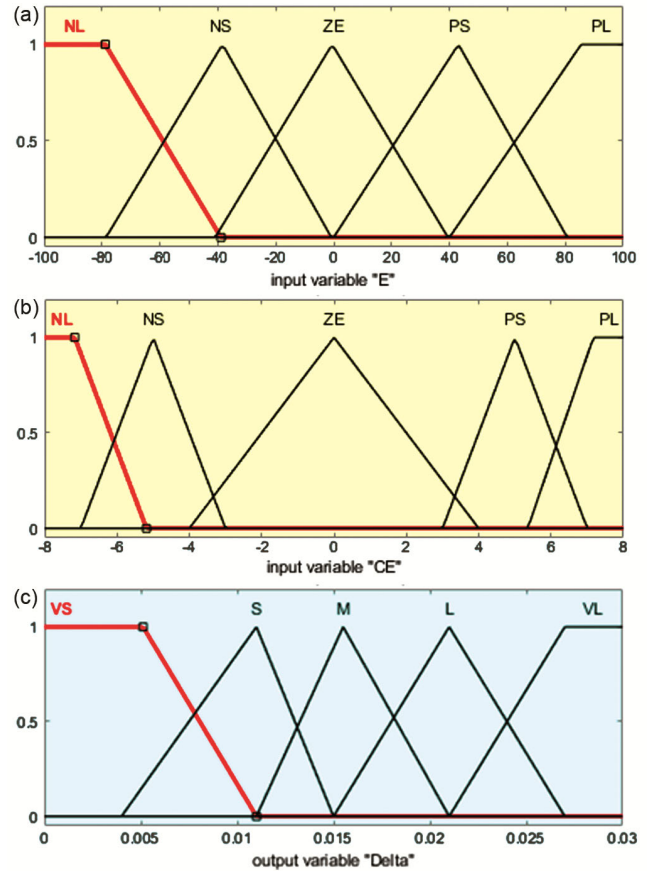 (a)
NL NS ZE PS PL
1
0.5
0
-100 -80 -60 -40 -20 0 20 40 60 80 100
input variable "E"
(b)
NL NS ZE PS PL
1
0.5
0
-8 -6 -4 -2 0 2 4 6 8
input variable "CE"
(c)
VS S M L VL
1
0.5
0
0 0.005 0.01 0.015 0.02 0.025 0.03
output variable "Delta"